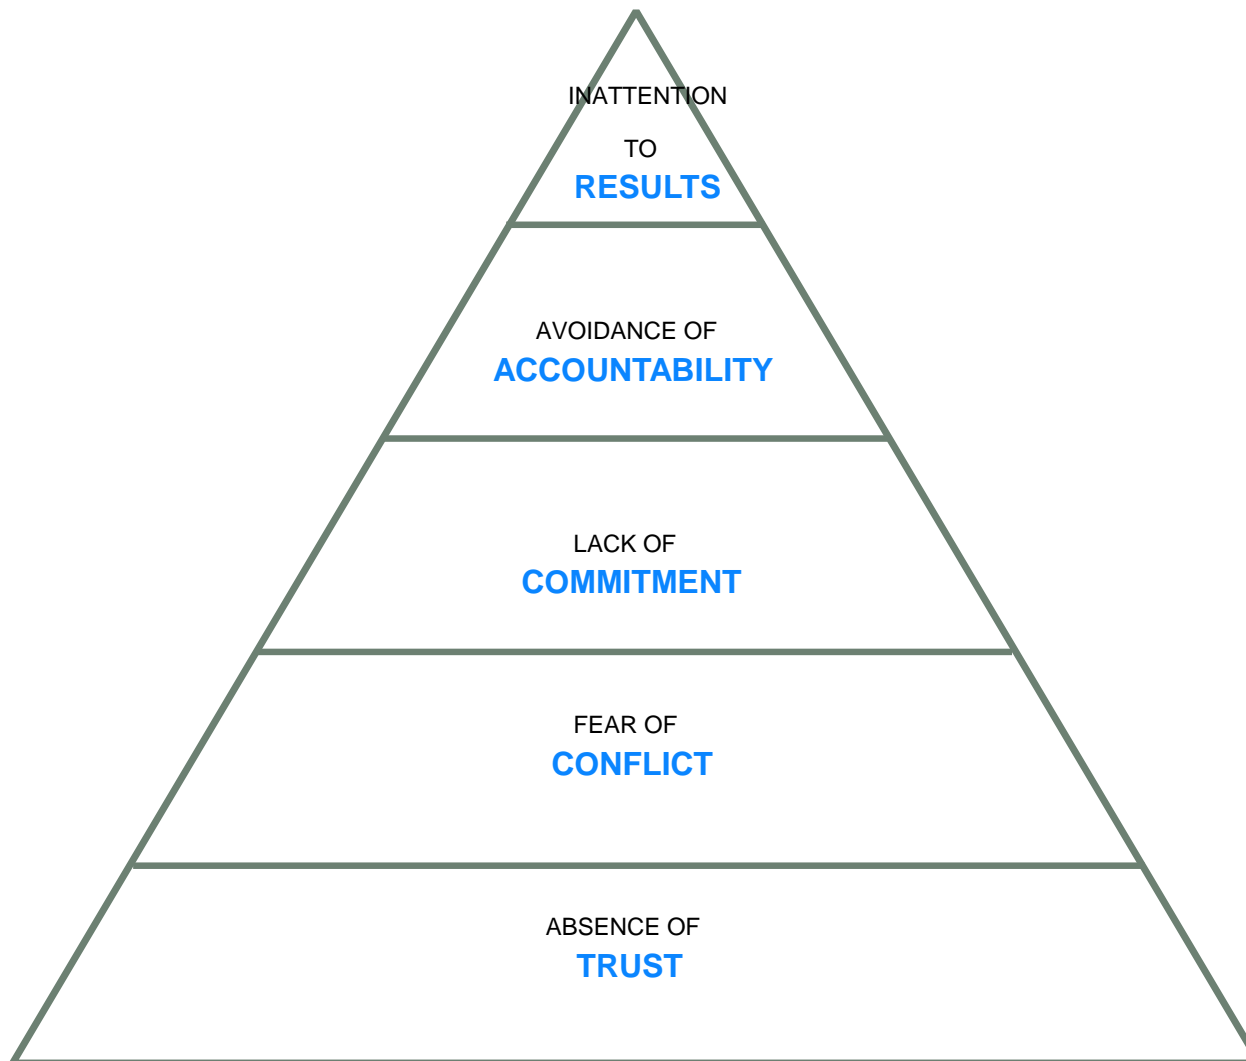 INATTENTION
TO
RESULTS
AVOIDANCE OF
ACCOUNTABILITY
LACK OF
COMMITMENT
FEAR OF
CONFLICT
ABSENCE OF
TRUST